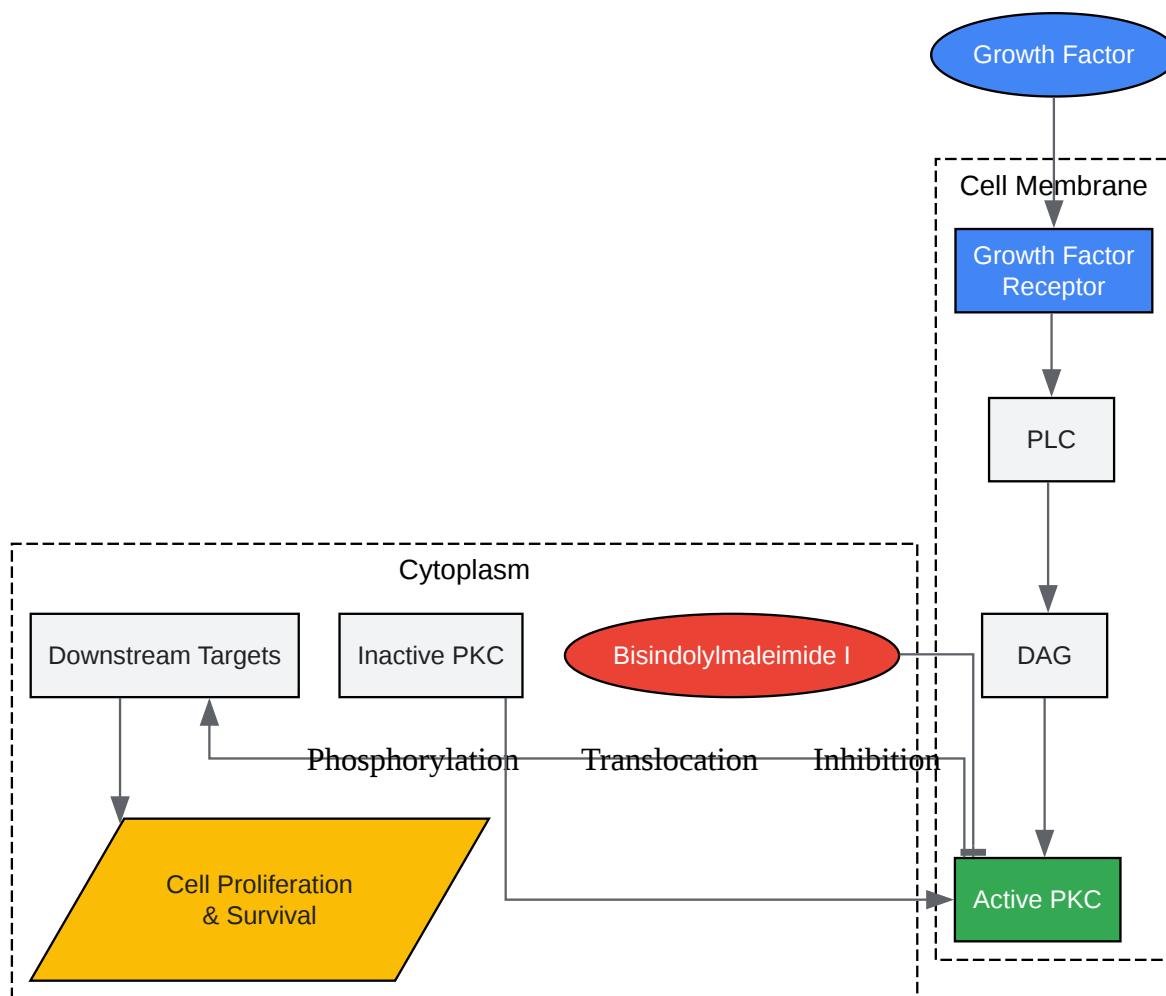 Growth Factor
Cell Membrane
Growth Factor
Receptor
PLC
Cytoplasm
Downstream Targets
Inactive PKC
Bisindolylmaleimide I
DAG
Phosphorylation
Translocation
Inhibition
Cell Proliferation
& Survival
Active PKC